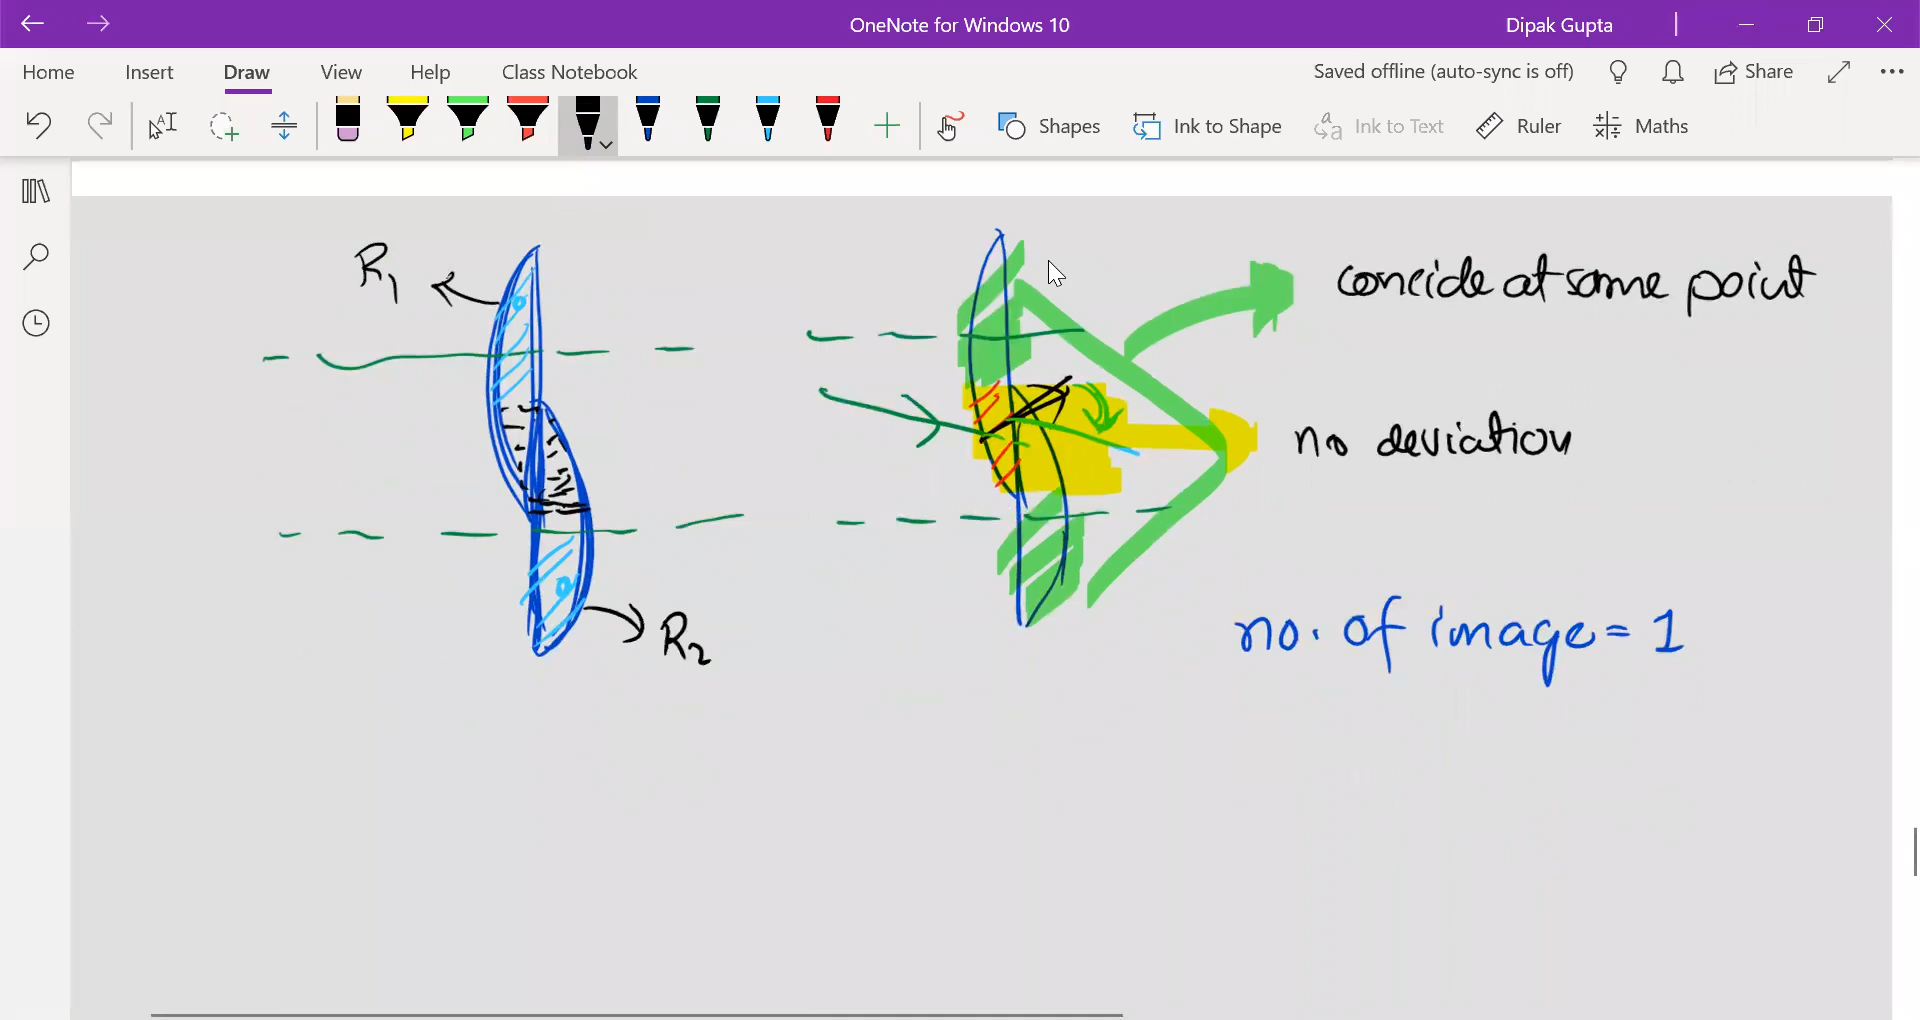 OneNote for Windows 10
Dipak Gupta
Home Insert Draw View Help Class Notebook
Saved offline (auto-sync is off) Share
Shapes Ink to Shape Ink to Text Ruler Maths
R1
concide at same point
no deviation
no. of image = 1
R2